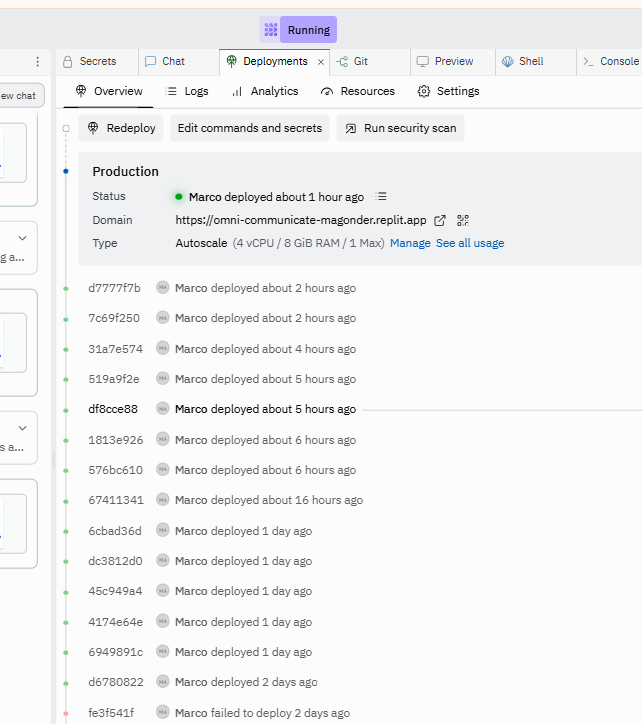 Running
Secrets Chat Deployments × Git Preview Shell Console
ew chat
Overview Logs Analytics Resources Settings
Redeploy Edit commands and secrets Run security scan
Production
Status Marco deployed about 1 hour ago
Domain https://omni-communicate-magonder.replit.app
Type Autoscale (4 vCPU / 8 GiB RAM / 1 Max) Manage See all usage
g a...
d7777f7b MA Marco deployed about 2 hours ago
7c69f250 MA Marco deployed about 2 hours ago
31a7e574 MA Marco deployed about 4 hours ago
519a9f2e MA Marco deployed about 5 hours ago
df8cce88 MA Marco deployed about 5 hours ago
1813e926 MA Marco deployed about 6 hours ago
s a...
576bc610 MA Marco deployed about 6 hours ago
67411341 MA Marco deployed about 16 hours ago
6cbad36d MA Marco deployed 1 day ago
dc3812d0 MA Marco deployed 1 day ago
45c949a4 MA Marco deployed 1 day ago
4174e64e MA Marco deployed 1 day ago
6949891c MA Marco deployed 1 day ago
d6780822 MA Marco deployed 2 days ago
fe3f541f MA Marco failed to deploy 2 days ago